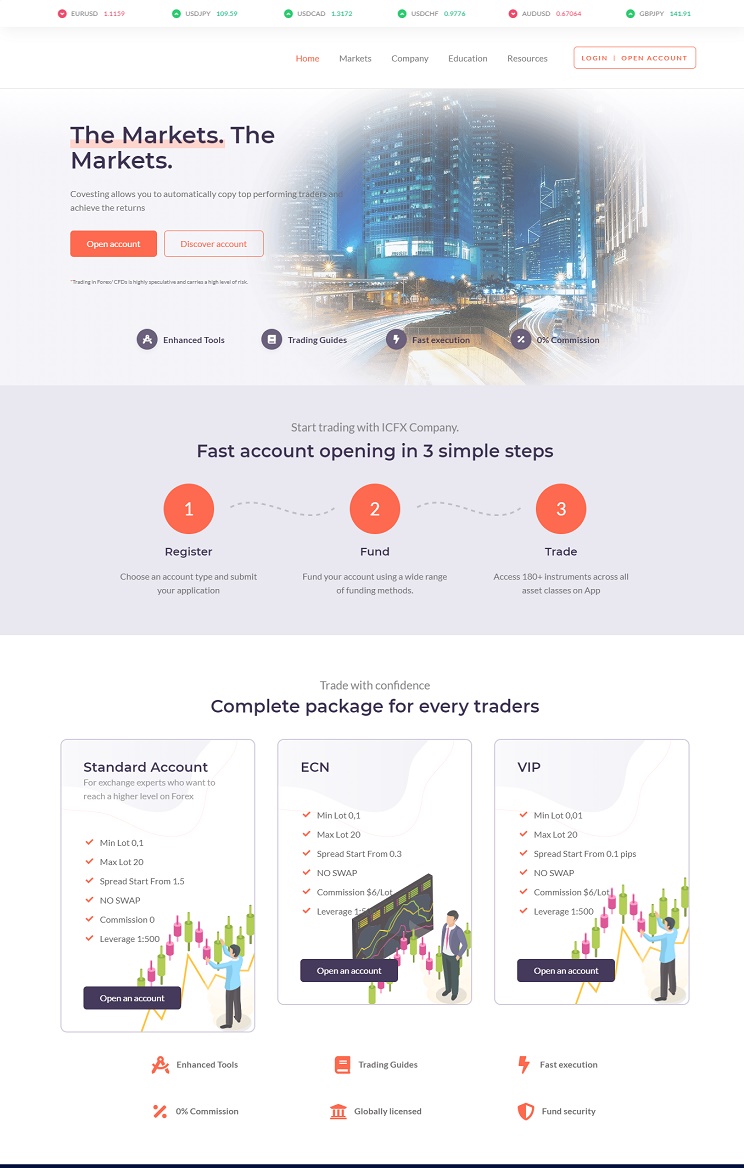 EURUSD 1.1159 USDJPY 109.59 USDCAD 1.3172 USDCHF 0.9776 AUDUSD 0.67064 GBPJPY 141.91
Home Markets Company Education Resources LOGIN | OPEN ACCOUNT
The Markets. The
Markets.
Covesting allows you to automatically copy top performing traders and
achieve the returns
Open account Discover account
*Trading in Forex/ CFDs is highly speculative and carries a high level of risk.
Enhanced Tools Trading Guides Fast execution 0% Commission
Start trading with ICFX Company.
Fast account opening in 3 simple steps
1 2 3
Register Fund Trade
Choose an account type and submit
your application
Fund your account using a wide range
of funding methods.
Access 180+ instruments across all
asset classes on App
Trade with confidence
Complete package for every traders
Standard Account
For exchange experts who want to
reach a higher level on Forex
Min Lot 0,1
Max Lot 20
Spread Start From 1.5
NO SWAP
Commission 0
Leverage 1:500
Open an account
ECN
Min Lot 0,1
Max Lot 20
Spread Start From 0.3
NO SWAP
Commission $6/Lot
Leverage
Open an account
VIP
Min Lot 0,01
Max Lot 20
Spread Start From 0.1 pips
NO SWAP
Commission $6/Lot
Leverage 1:500
Open an account
Enhanced Tools Trading Guides Fast execution
0% Commission Globally licensed Fund security